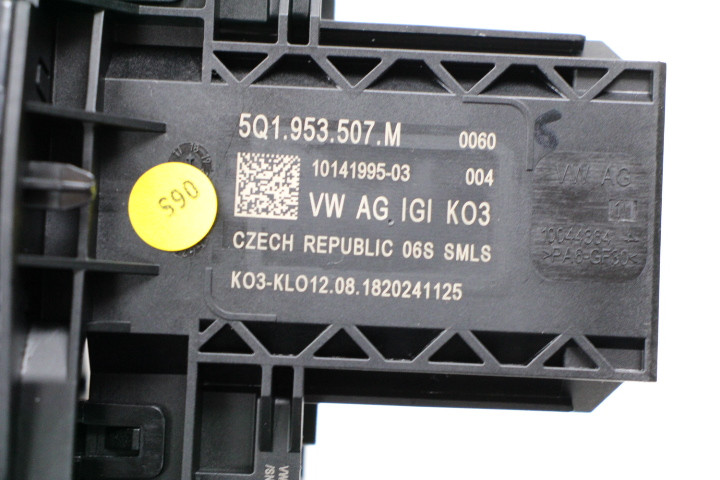 5Q1.953.507.M 0060
10141995-03 004
VW AG IGI KO3
CZECH REPUBLIC 06S SMLS
KO3-KLO12.08.1820241125
06S
5
VW AG